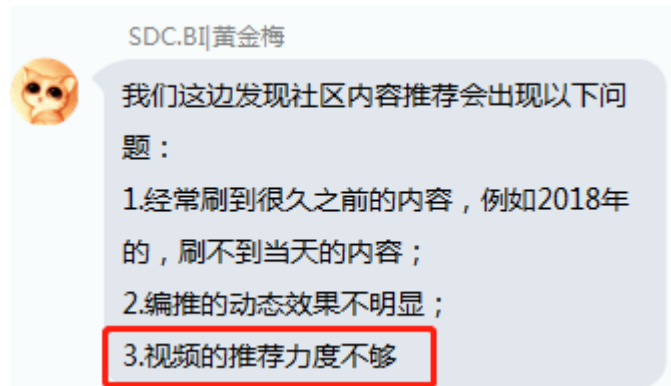 SDC.BI|黄金梅
我们这边发现社区内容推荐会出现以下问
题：
1.经常刷到很久之前的内容，例如2018年
的，刷不到当天的内容；
2.编推的动态效果不明显；
3.视频的推荐力度不够